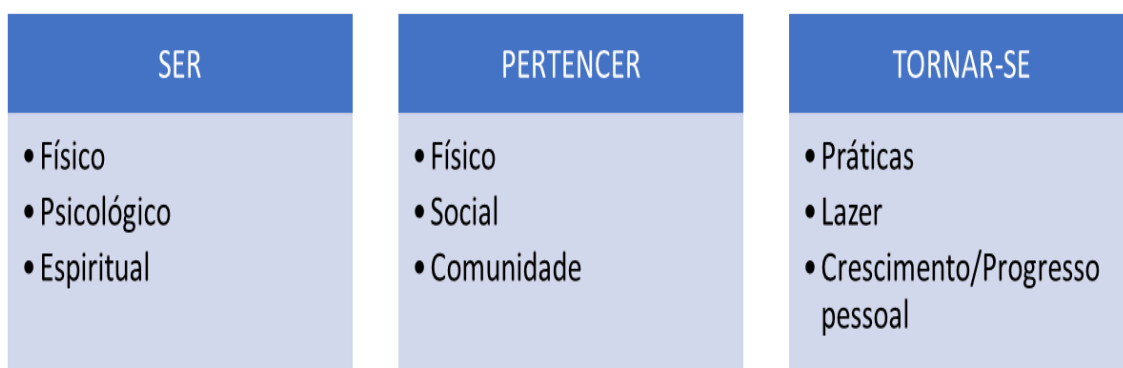 SER
• Físico
• Psicológico
• Espiritual
PERTENCER
• Físico
• Social
• Comunidade
TORNAR-SE
• Práticas
• Lazer
• Crescimento/Progresso
pessoal